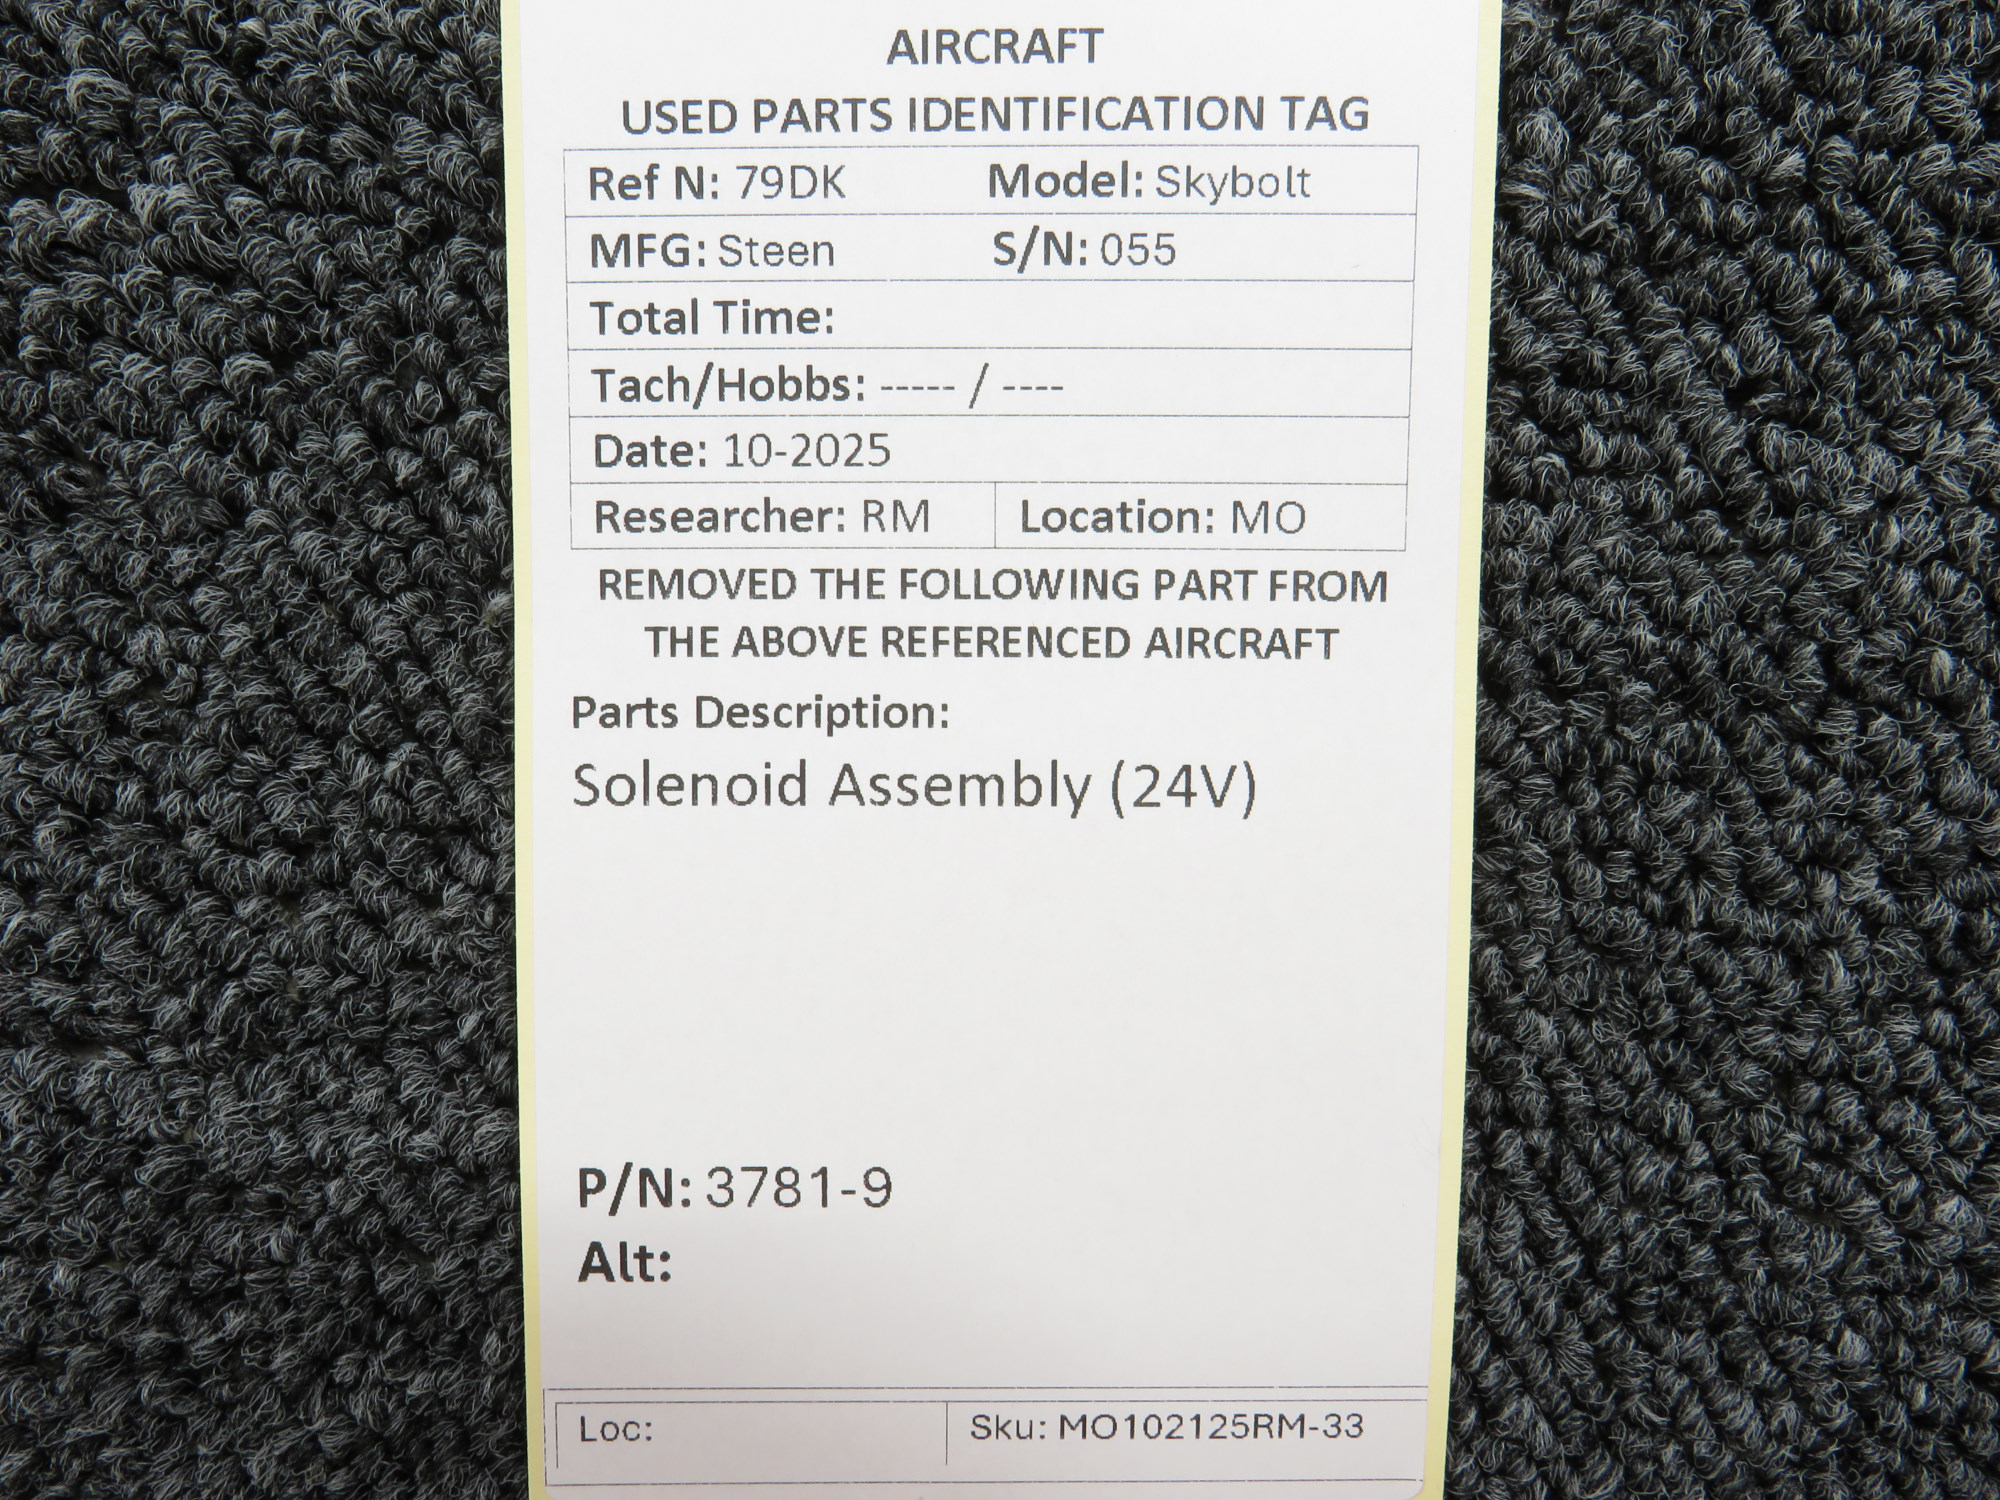 AIRCRAFT
USED PARTS IDENTIFICATION TAG
Ref N: 79DK Model: Skybolt
MFG: Steen S/N: 055
Total Time:
Tach/Hobbs: ----- / ----
Date: 10-2025
Researcher: RM Location: MO
REMOVED THE FOLLOWING PART FROM
THE ABOVE REFERENCED AIRCRAFT
Parts Description:
Solenoid Assembly (24V)
P/N: 3781-9
Alt:
Loc: Sku: MO102125RM-33